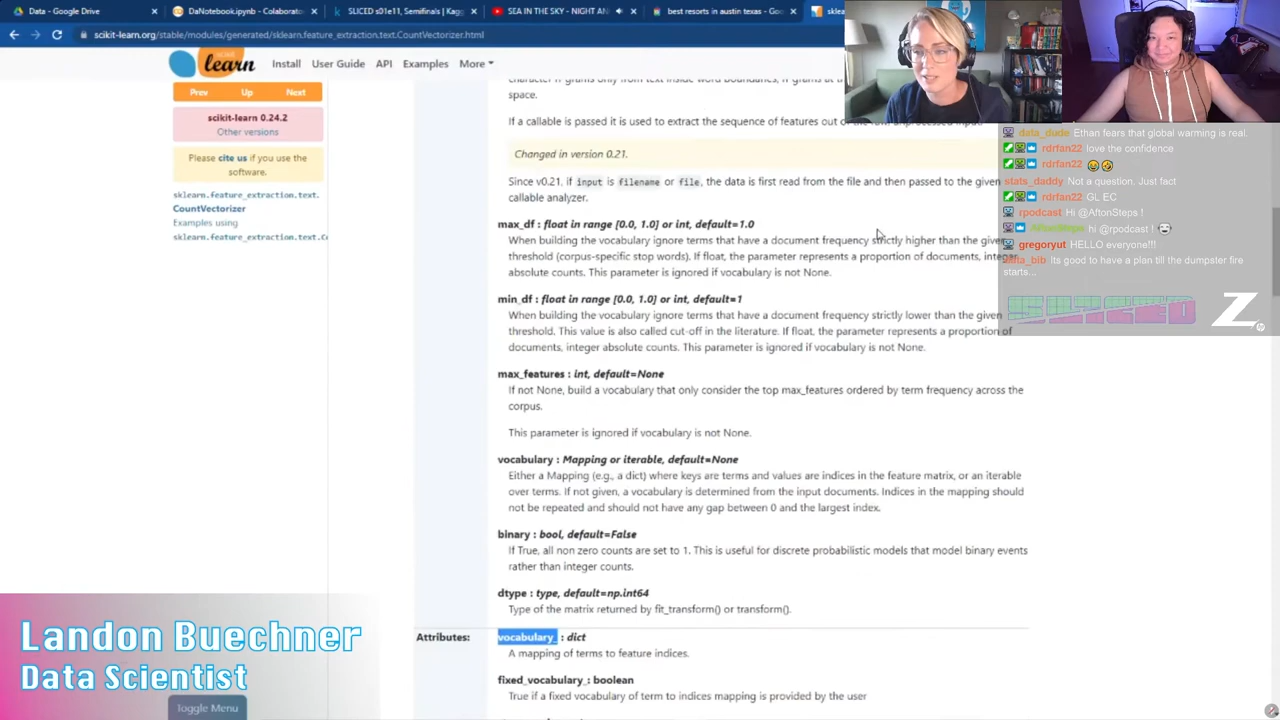 Data - Google Drive
DaNotebook.ipynb - Colaborato
SLICED s01e11, Semifinals | Kagg
SEA IN THE SKY - NIGHT AN
best resorts in austin texas - Goo
sklearn
scikit-learn.org/stable/modules/generated/sklearn.feature_extraction.text.CountVectorizer.html
learn
Install
User Guide
API
Examples
More
Prev
Up
Next
scikit-learn 0.24.2
Other versions
Please cite us if you use the
software.
sklearn.feature_extraction.text.
CountVectorizer
Examples using
sklearn.feature_extraction.text.Co
space.
If a callable is passed it is used to extract the sequence of features out of the raw, unprocessed input.
Changed in version 0.21.
Since v0.21, if input is filename or file, the data is first read from the file and then passed to the given
callable analyzer.
max_df : float in range [0.0, 1.0] or int, default=1.0
When building the vocabulary ignore terms that have a document frequency strictly higher than the given
threshold (corpus-specific stop words). If float, the parameter represents a proportion of documents, integer
absolute counts. This parameter is ignored if vocabulary is not None.
min_df : float in range [0.0, 1.0] or int, default=1
When building the vocabulary ignore terms that have a document frequency strictly lower than the given
threshold. This value is also called cut-off in the literature. If float, the parameter represents a proportion of
documents, integer absolute counts. This parameter is ignored if vocabulary is not None.
max_features : int, default=None
If not None, build a vocabulary that only consider the top max_features ordered by term frequency across the
corpus.
This parameter is ignored if vocabulary is not None.
vocabulary : Mapping or iterable, default=None
Either a Mapping (e.g., a dict) where keys are terms and values are indices in the feature matrix, or an iterable
over terms. If not given, a vocabulary is determined from the input documents. Indices in the mapping should
not be repeated and should not have any gap between 0 and the largest index.
binary : bool, default=False
If True, all non zero counts are set to 1. This is useful for discrete probabilistic models that model binary events
rather than integer counts.
dtype : type, default=np.int64
Type of the matrix returned by fit_transform() or transform().
Attributes:
vocabulary_ : dict
A mapping of terms to feature indices.
fixed_vocabulary_: boolean
True if a fixed vocabulary of term to indices mapping is provided by the user
data_dude Ethan fears that global warming is real.
rdrfan22 love the confidence
rdrfan22
stats_daddy Not a question. Just fact
rdrfan22 GL EC
rpodcast Hi @AftonSteps !
AftonSteps hi @rpodcast !
gregoryut HELLO everyone!!!
Its good to have a plan till the dumpster fire
starts...
SLICED
Z
hp
Landon Buechner
Data Scientist
Toggle Menu